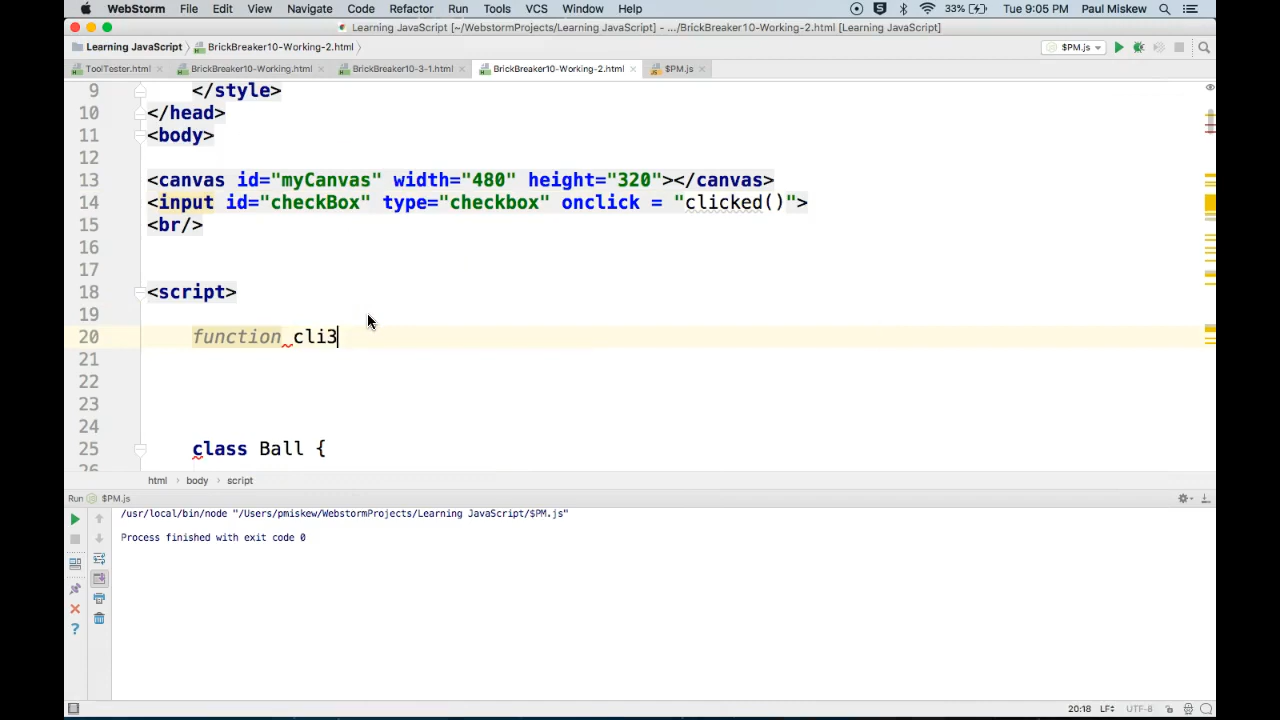 WebStorm File Edit View Navigate Code Refactor Run Tools VCS Window Help 33% Tue 9:05 PM Paul Miskew
Learning JavaScript [~/WebstormProjects/Learning JavaScript] - .../BrickBreaker10-Working-2.html [Learning JavaScript]
Learning JavaScript BrickBreaker10-Working-2.html $PM.js
ToolTester.html BrickBreaker10-Working.html BrickBreaker10-3-1.html BrickBreaker10-Working-2.html $PM.js
9 </style>
10 </head>
11 <body>
12
13 <canvas id="myCanvas" width="480" height="320"></canvas>
14 <input id="checkBox" type="checkbox" onclick = "clicked()">
15 <br/>
16
17
18 <script>
19
20 function cli3
21
22
23
24
25 class Ball {
26
html body script
Run $PM.js
/usr/local/bin/node "/Users/pmiskew/WebstormProjects/Learning JavaScript/$PM.js"
Process finished with exit code 0
20:18 LF UTF-8